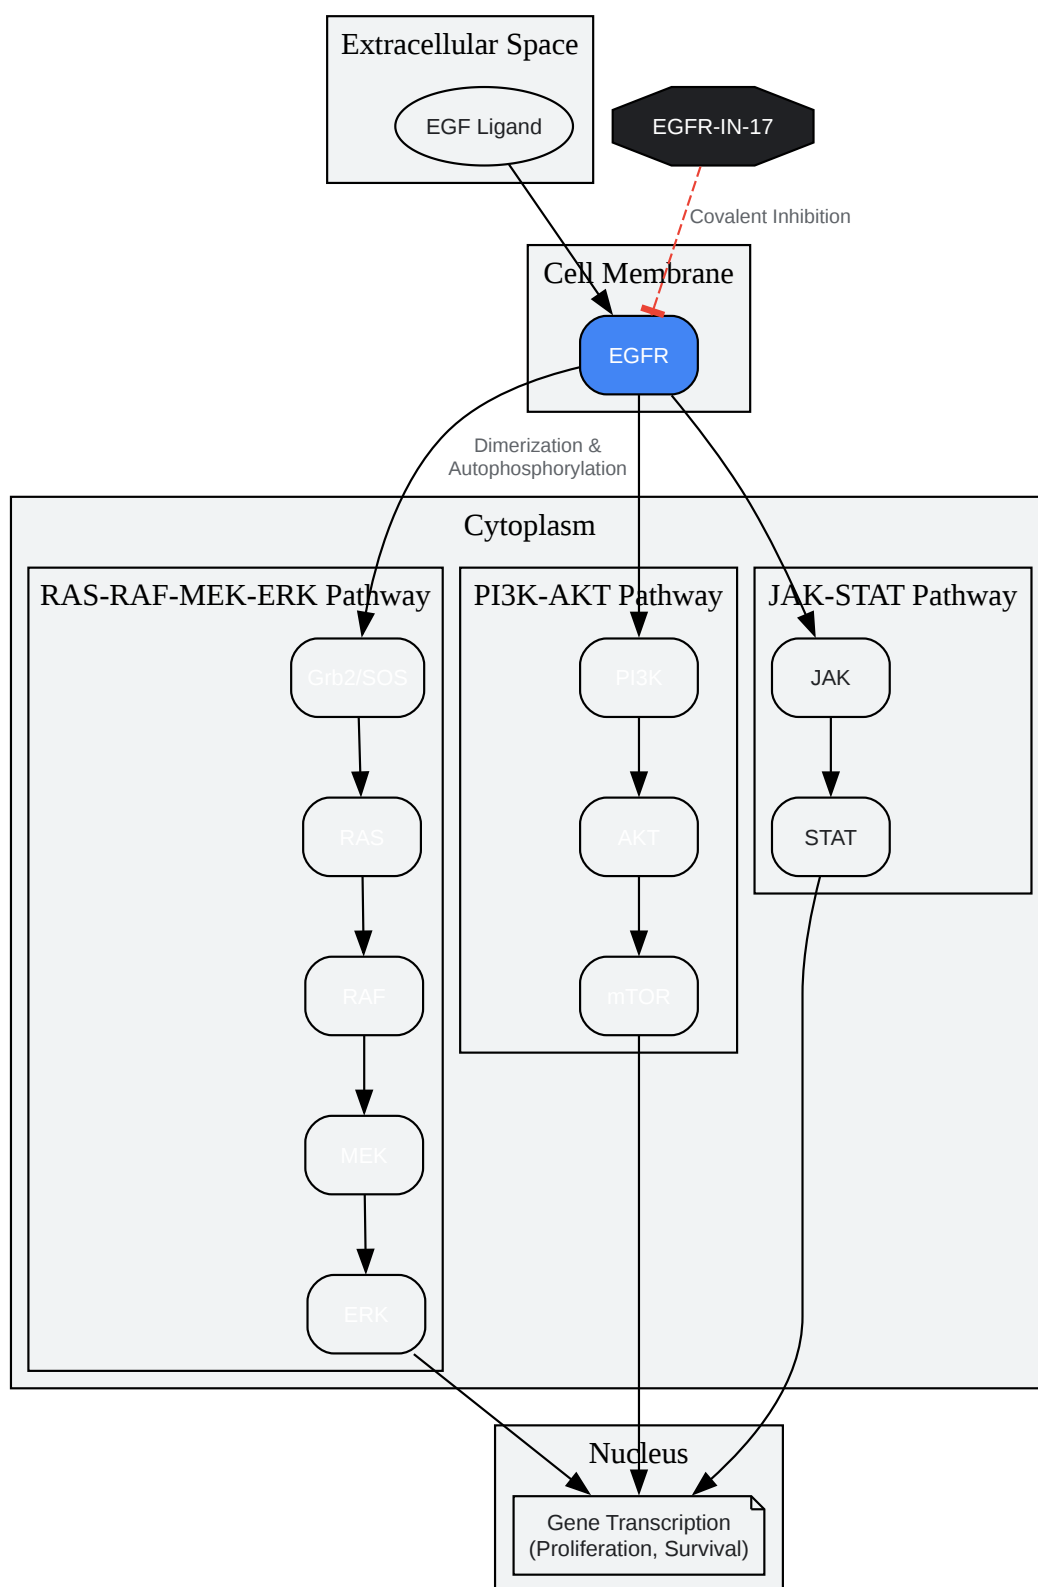 Extracellular Space
EGF Ligand
EGFR-IN-17
Covalent Inhibition
Cell Membrane
EGFR
Dimerization &
Autophosphorylation
Cytoplasm
RAS-RAF-MEK-ERK Pathway
PI3K-AKT Pathway
JAK-STAT Pathway
Grb2/SOS
PI3K
JAK
RAS
AKT
STAT
RAF
mTOR
MEK
ERK
Nucleus
Gene Transcription
(Proliferation, Survival)